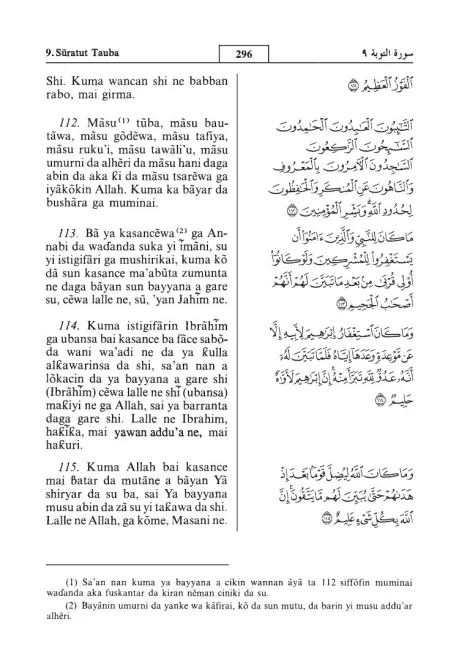 9. Sūratut Tauba
296
سورة التوبة ٩
Shi. Kuma wancan shi ne babban
rabo, mai girma.
112. Māsu⁽¹⁾ tūba, māsu bau-
tāwa, māsu gōdēwa, māsu tafiya,
māsu ruku'i, māsu tawāli'u, māsu
umurni da alhēri da māsu hani daga
abin da aka ƙi da māsu tsarēwa ga
iyākōkin Allah. Kuma ka bāyar da
bushāra ga muminai.
113. Bā ya kasancēwa⁽²⁾ ga An-
nabi da waɗanda suka yi īmāni, su
yi istigifāri ga mushirikai, kuma kō
dā sun kasance ma'abūta zumunta
ne daga bāyan sun bayyana a gare
su, cēwa lalle ne, sū, 'yan Jahīm ne.
114. Kuma istigifārin Ibrāhīm
ga ubansa bai kasance ba fāce sabō-
da wani wa'adi ne da ya ƙulla
alƙawarinsa da shi, sa'an nan a
lōkacin da ya bayyana a gare shi
(Ibrāhīm) cēwa lalle ne shī (ubansa)
maƙiyi ne ga Allah, sai ya barranta
daga gare shi. Lalle ne Ibrahim,
haƙīƙa, mai yawan addu'a ne, mai
haƙuri.
115. Kuma Allah bai kasance
mai ɓatar da mutāne a bāyan Yā
shiryar da su ba, sai Ya bayyana
musu abin da zā su yi taƙawa da shi.
Lalle ne Allah, ga kōme, Masani ne.
الْفَوْزُ الْعَظِيمُ ﴿١١١﴾
التَّائِبُونَ الْعَابِدُونَ الْحَامِدُونَ
السَّائِحُونَ الرَّاكِعُونَ
السَّاجِدُونَ الْآمِرُونَ بِالْمَعْرُوفِ
وَالنَّاهُونَ عَنِ الْمُنكَرِ وَالْحَافِظُونَ
لِحُدُودِ اللَّهِ وَبَشِّرِ الْمُؤْمِنِينَ ﴿١١٢﴾
مَا كَانَ لِلنَّبِيِّ وَالَّذِينَ ءَامَنُوا أَن
يَسْتَغْفِرُوا لِلْمُشْرِكِينَ وَلَوْ كَانُوا
أُولِي قُرْبَى مِن بَعْدِ مَا تَبَيَّنَ لَهُمْ أَنَّهُمْ
أَصْحَابُ الْجَحِيمِ ﴿١١٣﴾
وَمَا كَانَ اسْتِغْفَارُ إِبْرَاهِيمَ لِأَبِيهِ إِلَّا
عَن مَّوْعِدَةٍ وَعَدَهَا إِيَّاهُ فَلَمَّا تَبَيَّنَ لَهُ
أَنَّهُ عَدُوٌّ لِّلَّهِ تَبَرَّأَ مِنْهُ إِنَّ إِبْرَاهِيمَ لَأَوَّاهٌ
حَلِيمٌ ﴿١١٤﴾
وَمَا كَانَ اللَّهُ لِيُضِلَّ قَوْمًا بَعْدَ إِذْ
هَدَاهُمْ حَتَّى يُبَيِّنَ لَهُم مَّا يَتَّقُونَ إِنَّ
اللَّهَ بِكُلِّ شَيْءٍ عَلِيمٌ ﴿١١٥﴾
(1) Sa'an nan kuma ya bayyana a cikin wannan āyā ta 112 siffōfin muminai
waɗanda aka fuskantar da kiran nēman ciniki da su.
(2) Bayānin umurni da yanke wa kāfirai, kō da sun mutu, da barin yi musu addu'ar
alhēri.